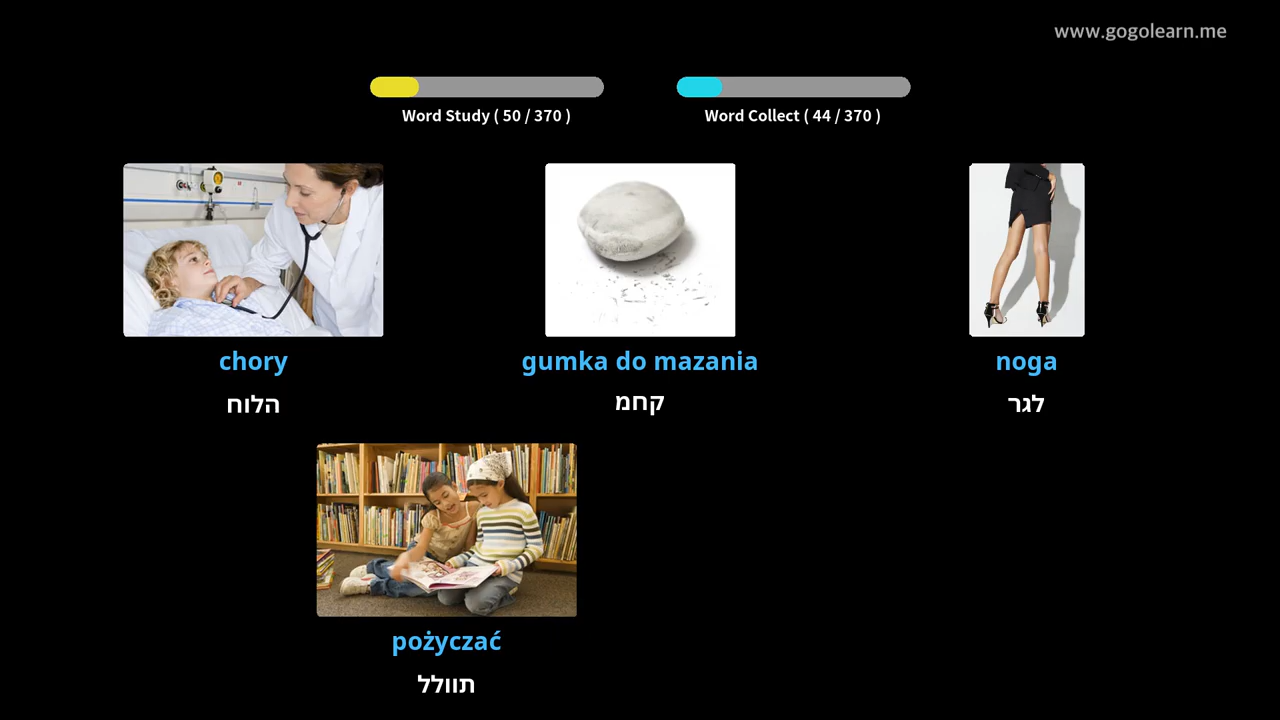 www.gogolearn.me
Word Study ( 50 / 370 )
Word Collect ( 44 / 370 )
chory
הלוח
gumka do mazania
קחמ
noga
לגר
pożyczać
תוולל